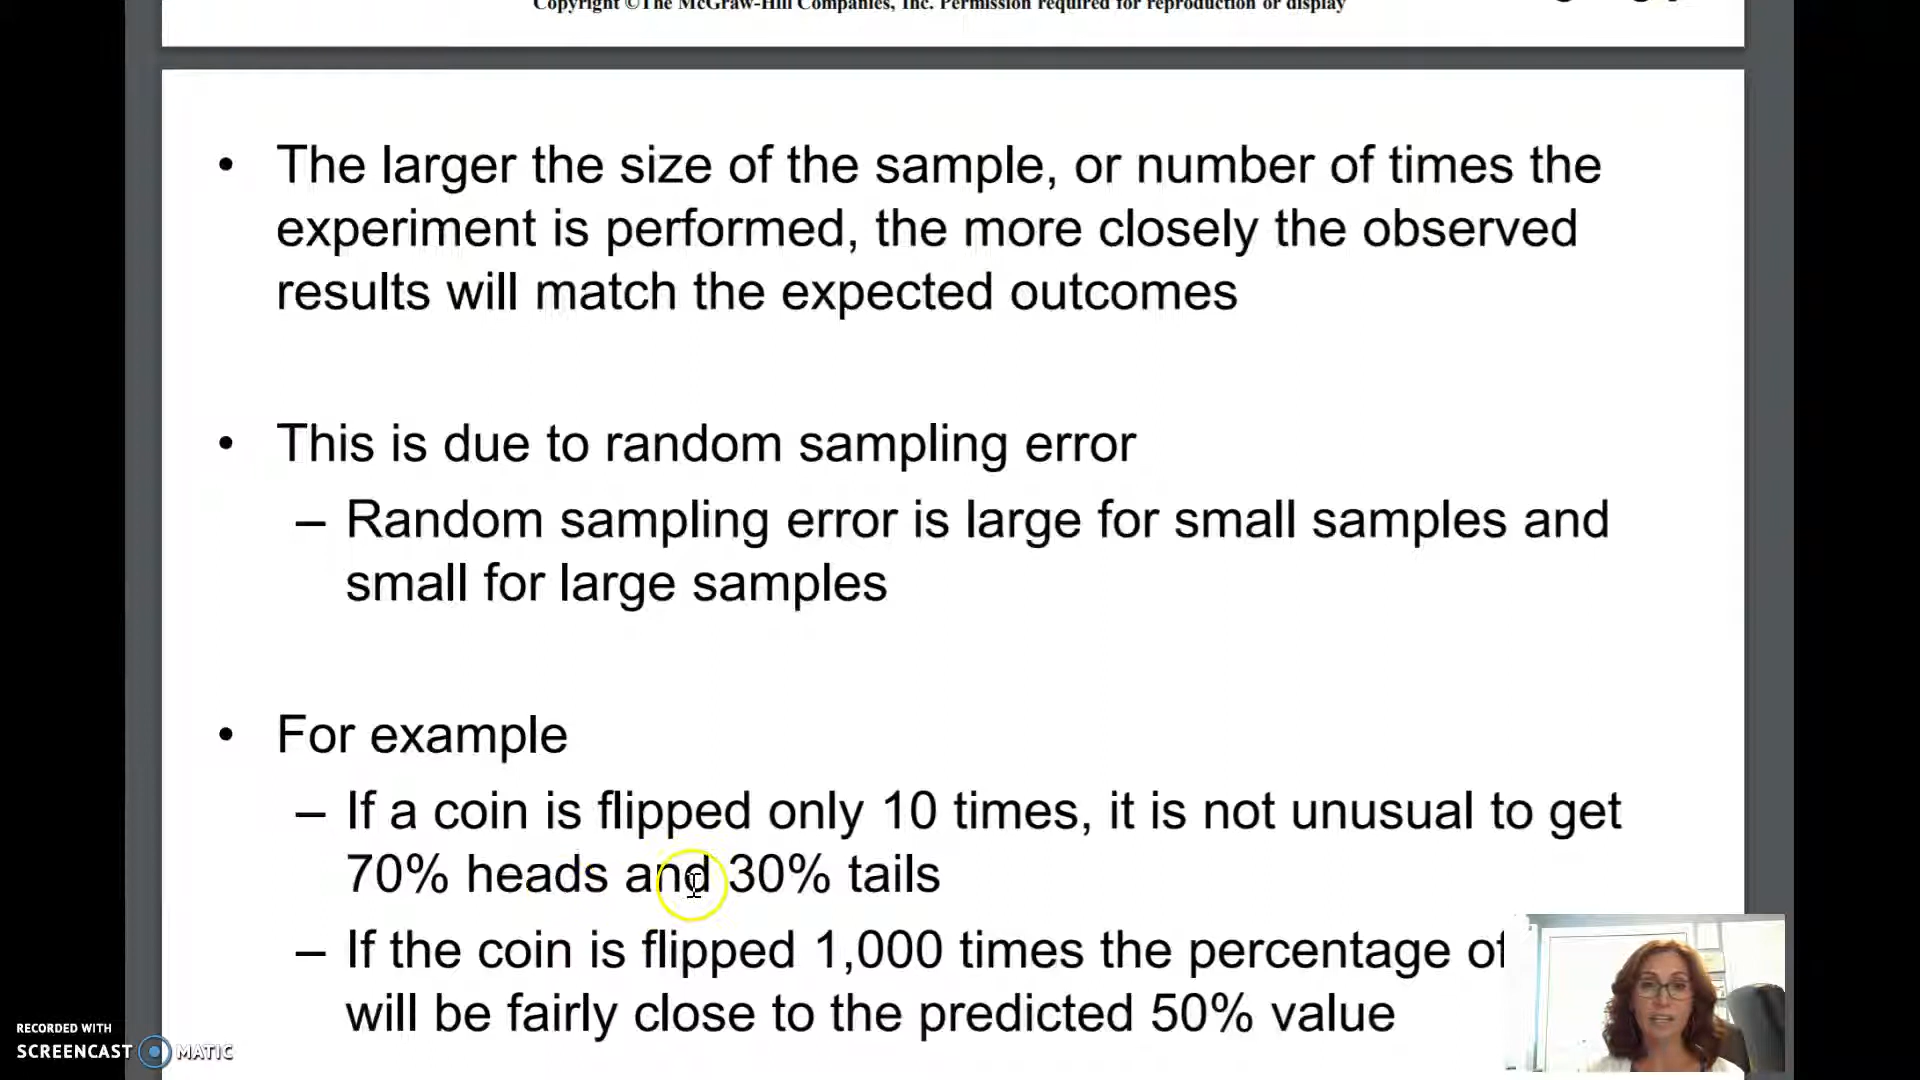 Copyright ©The McGraw-Hill Companies, Inc. Permission required for reproduction or display
• The larger the size of the sample, or number of times the
experiment is performed, the more closely the observed
results will match the expected outcomes
• This is due to random sampling error
– Random sampling error is large for small samples and
small for large samples
• For example
– If a coin is flipped only 10 times, it is not unusual to get
70% heads and 30% tails
– If the coin is flipped 1,000 times the percentage of
will be fairly close to the predicted 50% value
RECORDED WITH
SCREENCAST MATIC